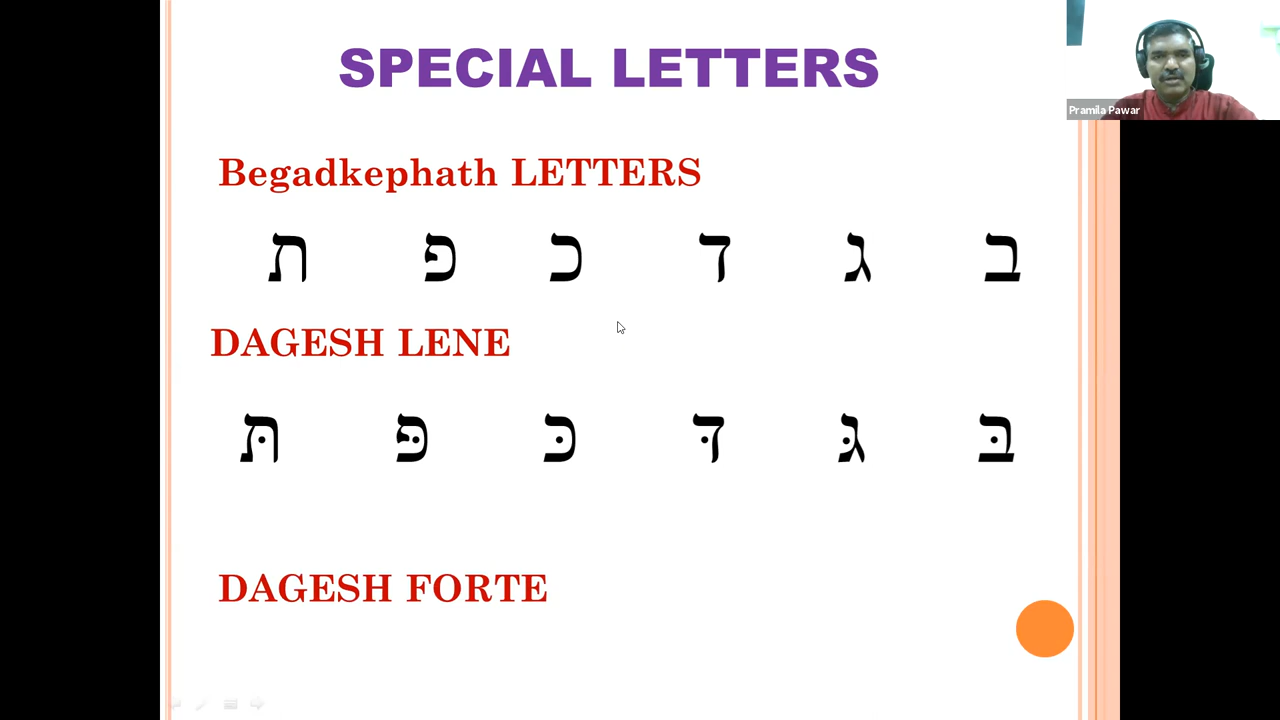 SPECIAL LETTERS
Pramila Pawar
Begadkephath LETTERS
ב ג ד כ פ ת
DAGESH LENE
בּ גּ דּ כּ פּ תּ
DAGESH FORTE